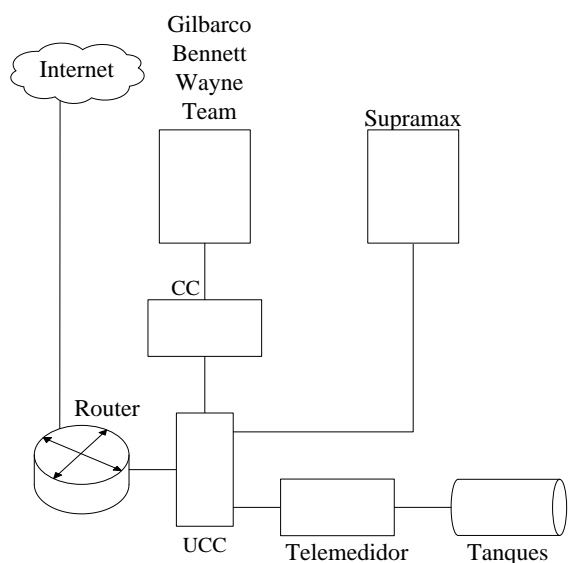 Gilbarco
Bennett
Wayne
Team
Internet
Supramax
CC
Router
UCC
Telemedidor
Tanques